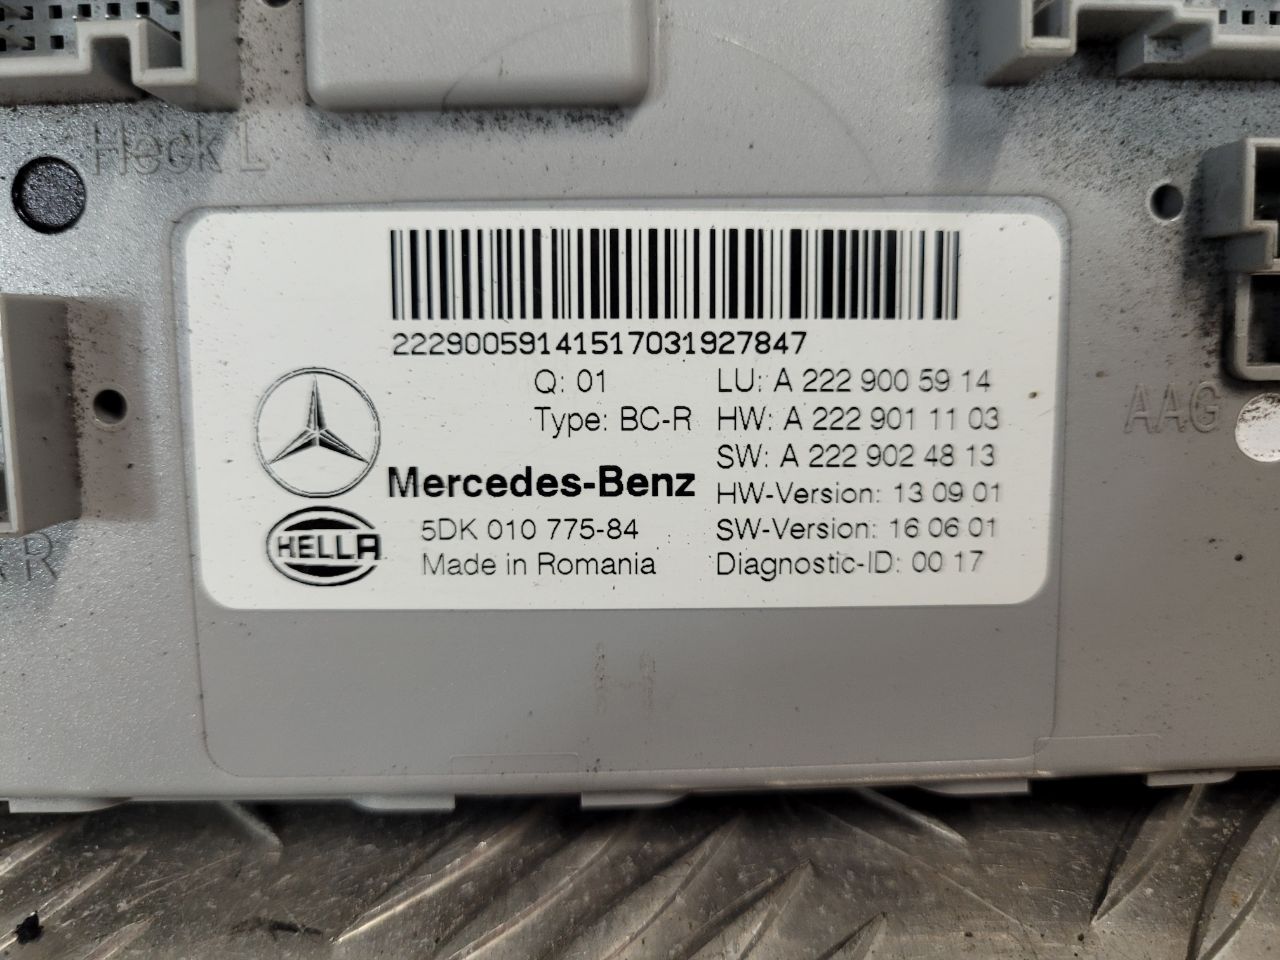 Heck L
22290059141517031927847
Q: 01
LU: A 222 900 59 14
Type: BC-R
HW: A 222 901 11 03
SW: A 222 902 48 13
Mercedes-Benz
HW-Version: 13 09 01
HELLA
5DK 010 775-84
SW-Version: 16 06 01
Made in Romania
Diagnostic-ID: 00 17
AAG
R